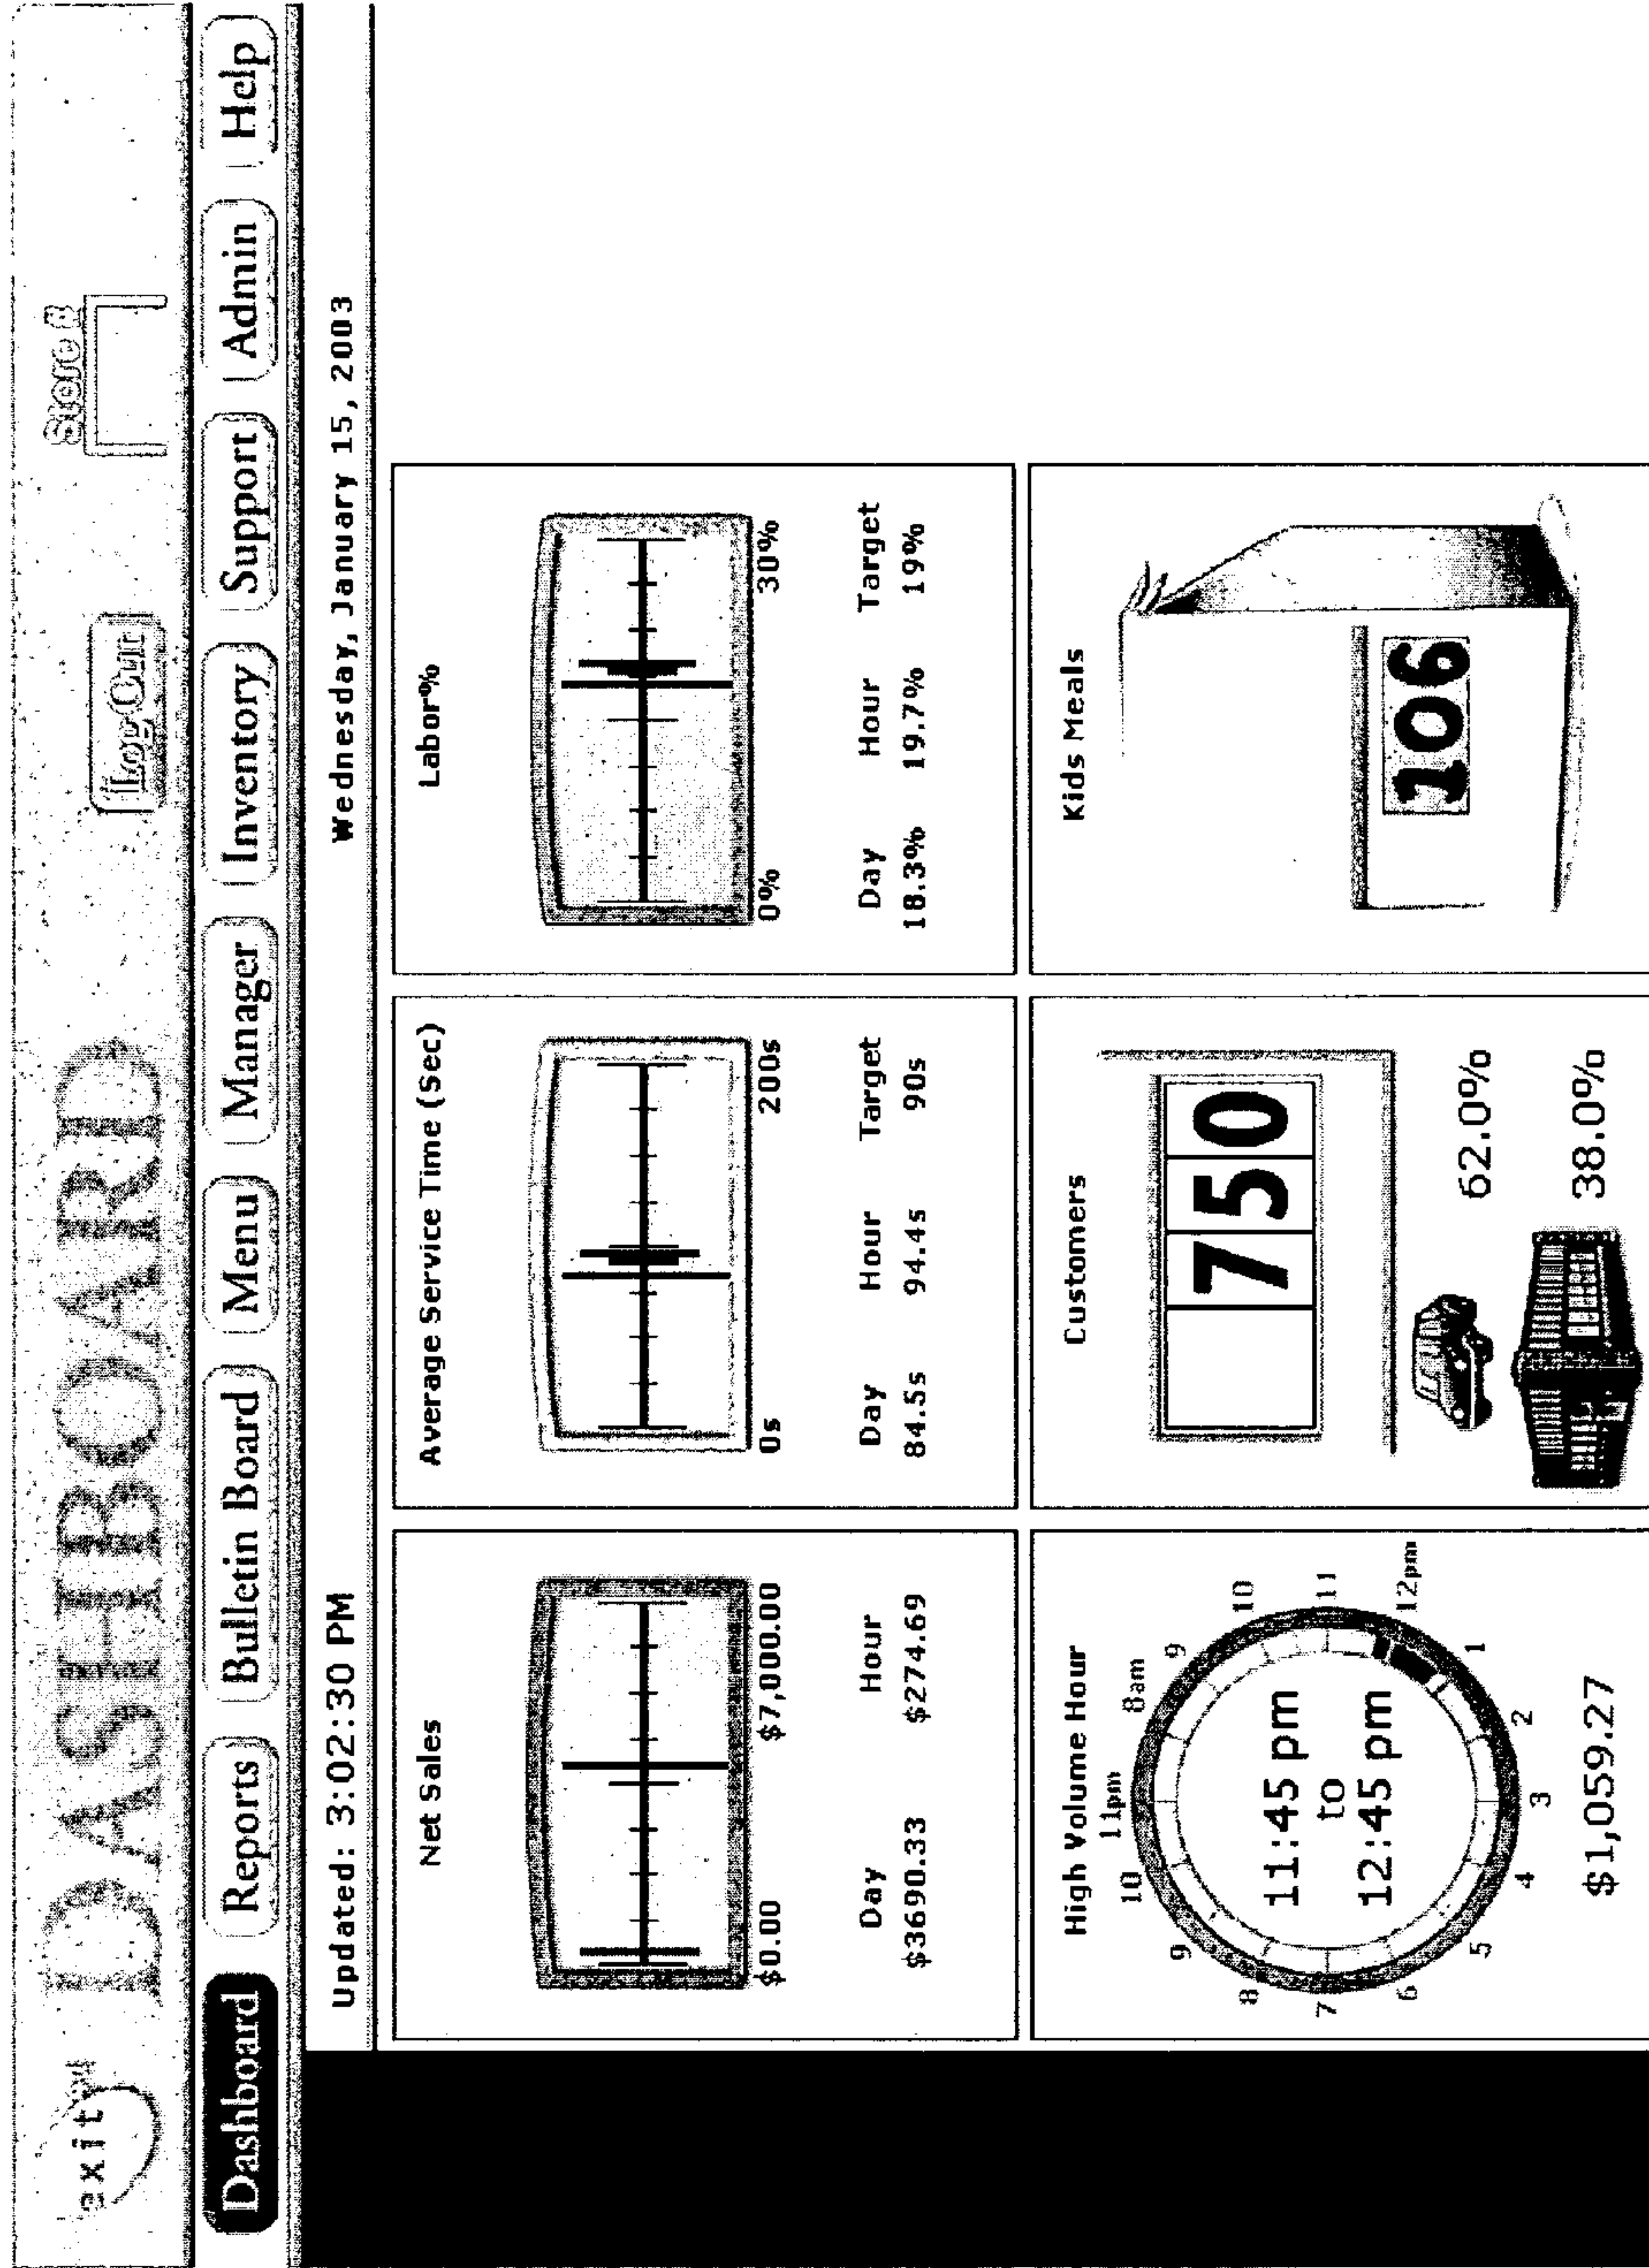 exit
DASHBOARD
Log Out
Store #
Dashboard Reports Bulletin Board Menu Manager Inventory Support Admin Help
Updated: 3:02:30 PM Wednesday, January 15, 2003
Net Sales
$0.00 $7,000.00
Day Hour
$3690.33 $274.69
Average Service Time (Sec)
0s 200s
Day Hour Target
84.5s 94.4s 90s
Labor%
0% 30%
Day Hour Target
18.3% 19.7% 19%
High Volume Hour
11pm
8am
9
10
11
12pm
1
2
3
4
5
6
7
8
9
10
11:45 pm
to
12:45 pm
$1,059.27
Customers
750
62.0%
38.0%
Kids Meals
106